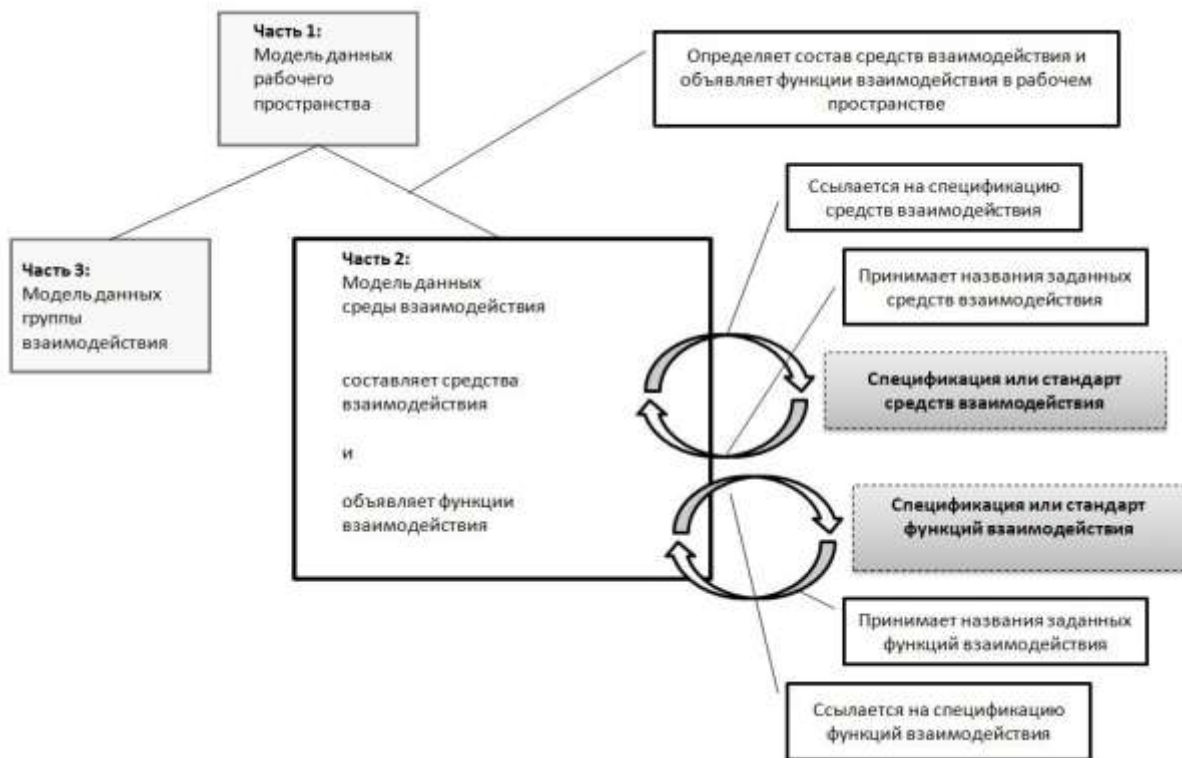 Часть 1:
Модель данных
рабочего
пространства
Определяет состав средств взаимодействия и
объявляет функции взаимодействия в рабочем
пространстве
Ссылается на спецификацию
средств взаимодействия
Часть 3:
Модель данных
группы
взаимодействия
Часть 2:
Модель данных
среды взаимодействия
составляет средства
взаимодействия
и
объявляет функции
взаимодействия
Принимает названия заданных
средств взаимодействия
Спецификация или стандарт
средств взаимодействия
Спецификация или стандарт
функций взаимодействия
Принимает названия заданных
функций взаимодействия
Ссылается на спецификацию
функций взаимодействия